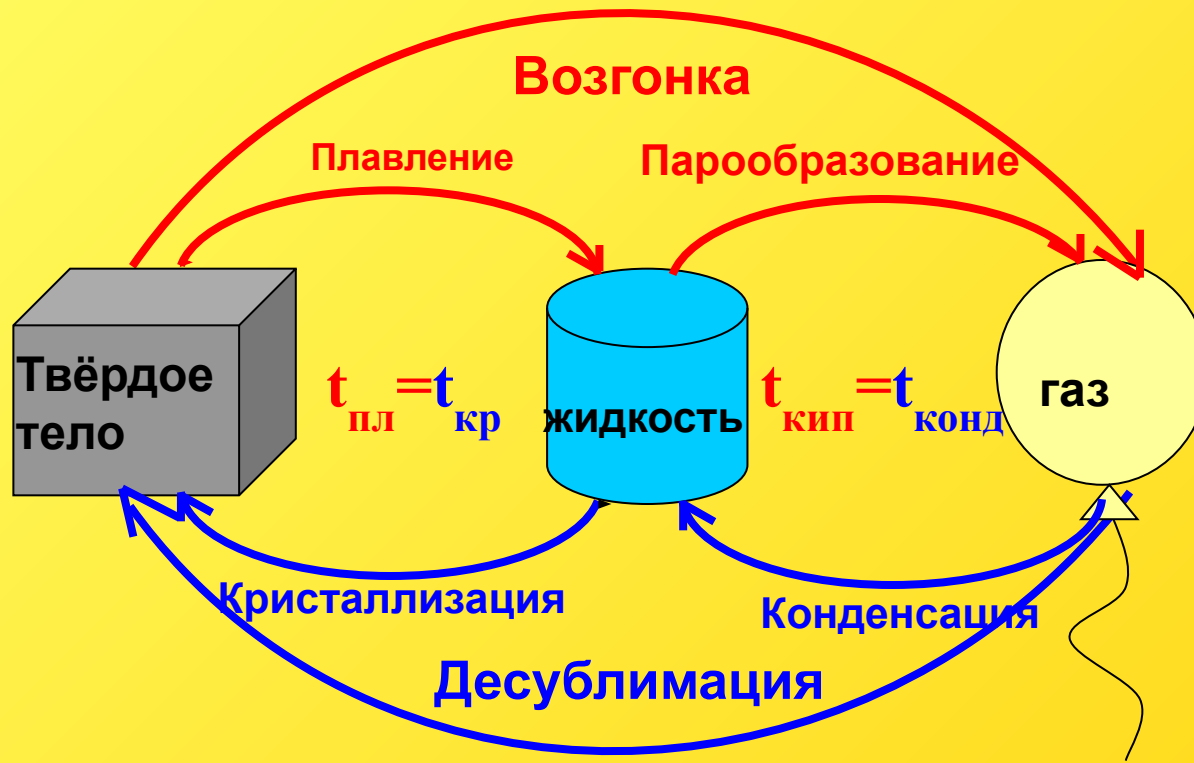 Возгонка
Плавление
Парообразование
Твёрдое
тело
tпл=tкр
жидкость
tкип=tконд
газ
Кристаллизация
Конденсация
Десублимация